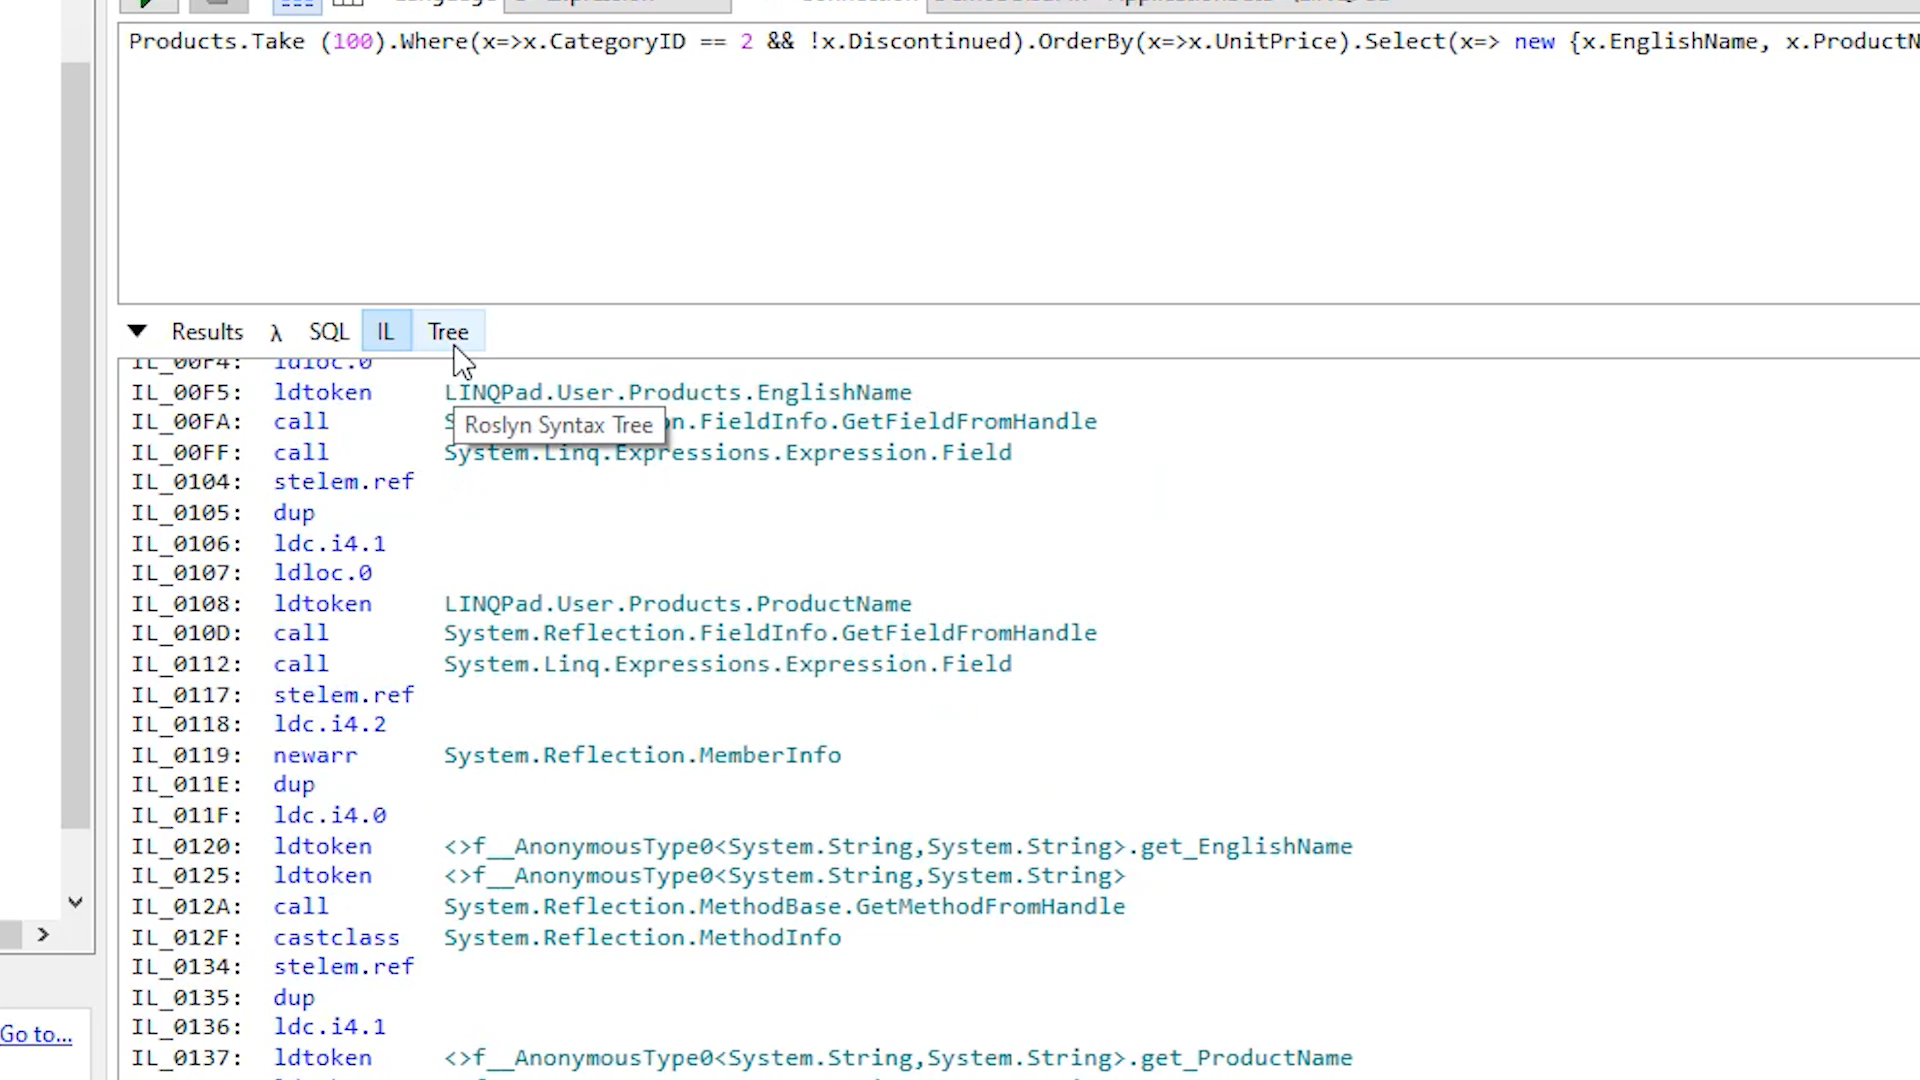 Products.Take (100).Where(x=>x.CategoryID == 2 && !x.Discontinued).OrderBy(x=>x.UnitPrice).Select(x=> new {x.EnglishName, x.ProductN
Results λ SQL IL Tree
IL_00F4: ldloc.0
IL_00F5: ldtoken LINQPad.User.Products.EnglishName
IL_00FA: call S n.FieldInfo.GetFieldFromHandle
Roslyn Syntax Tree
IL_00FF: call System.Linq.Expressions.Expression.Field
IL_0104: stelem.ref
IL_0105: dup
IL_0106: ldc.i4.1
IL_0107: ldloc.0
IL_0108: ldtoken LINQPad.User.Products.ProductName
IL_010D: call System.Reflection.FieldInfo.GetFieldFromHandle
IL_0112: call System.Linq.Expressions.Expression.Field
IL_0117: stelem.ref
IL_0118: ldc.i4.2
IL_0119: newarr System.Reflection.MemberInfo
IL_011E: dup
IL_011F: ldc.i4.0
IL_0120: ldtoken <>f__AnonymousType0<System.String,System.String>.get_EnglishName
IL_0125: ldtoken <>f__AnonymousType0<System.String,System.String>
IL_012A: call System.Reflection.MethodBase.GetMethodFromHandle
IL_012F: castclass System.Reflection.MethodInfo
IL_0134: stelem.ref
IL_0135: dup
IL_0136: ldc.i4.1
IL_0137: ldtoken <>f__AnonymousType0<System.String,System.String>.get_ProductName
Go to...